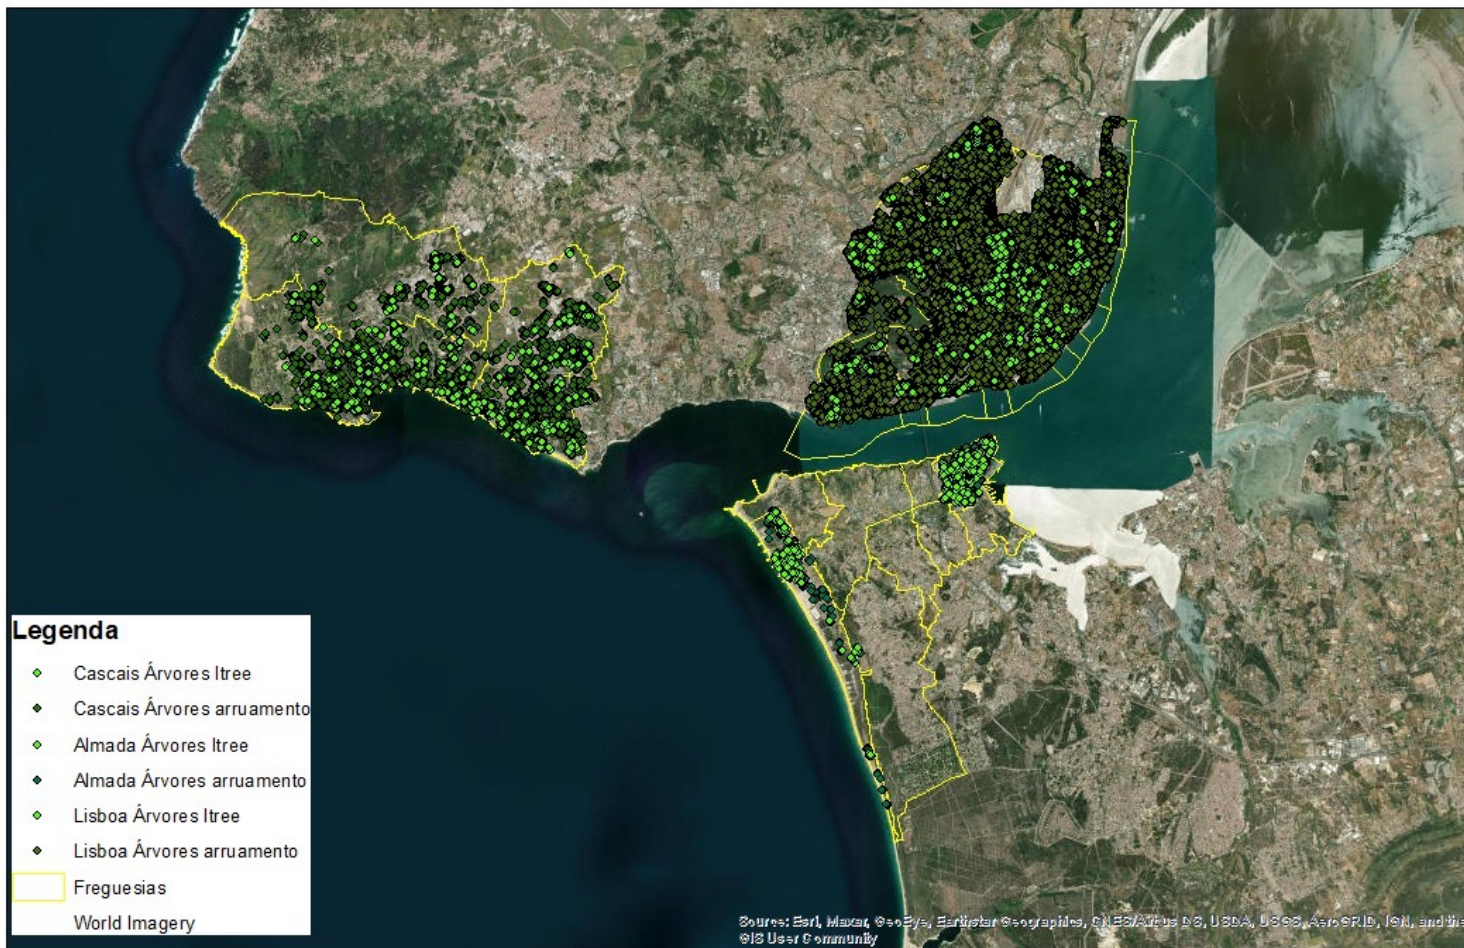 Legenda
Cascais Árvores Itree
Cascais Árvores arruamento
Almada Árvores Itree
Almada Árvores arruamento
Lisboa Árvores Itree
Lisboa Árvores arruamento
Freguesias
World Imagery
Source: Esri, Maxar, GeoEye, Earthstar Geographics, CNES/Airbus DS, USDA, USGS, AeroGRID, IGN, and the
GIS User Community